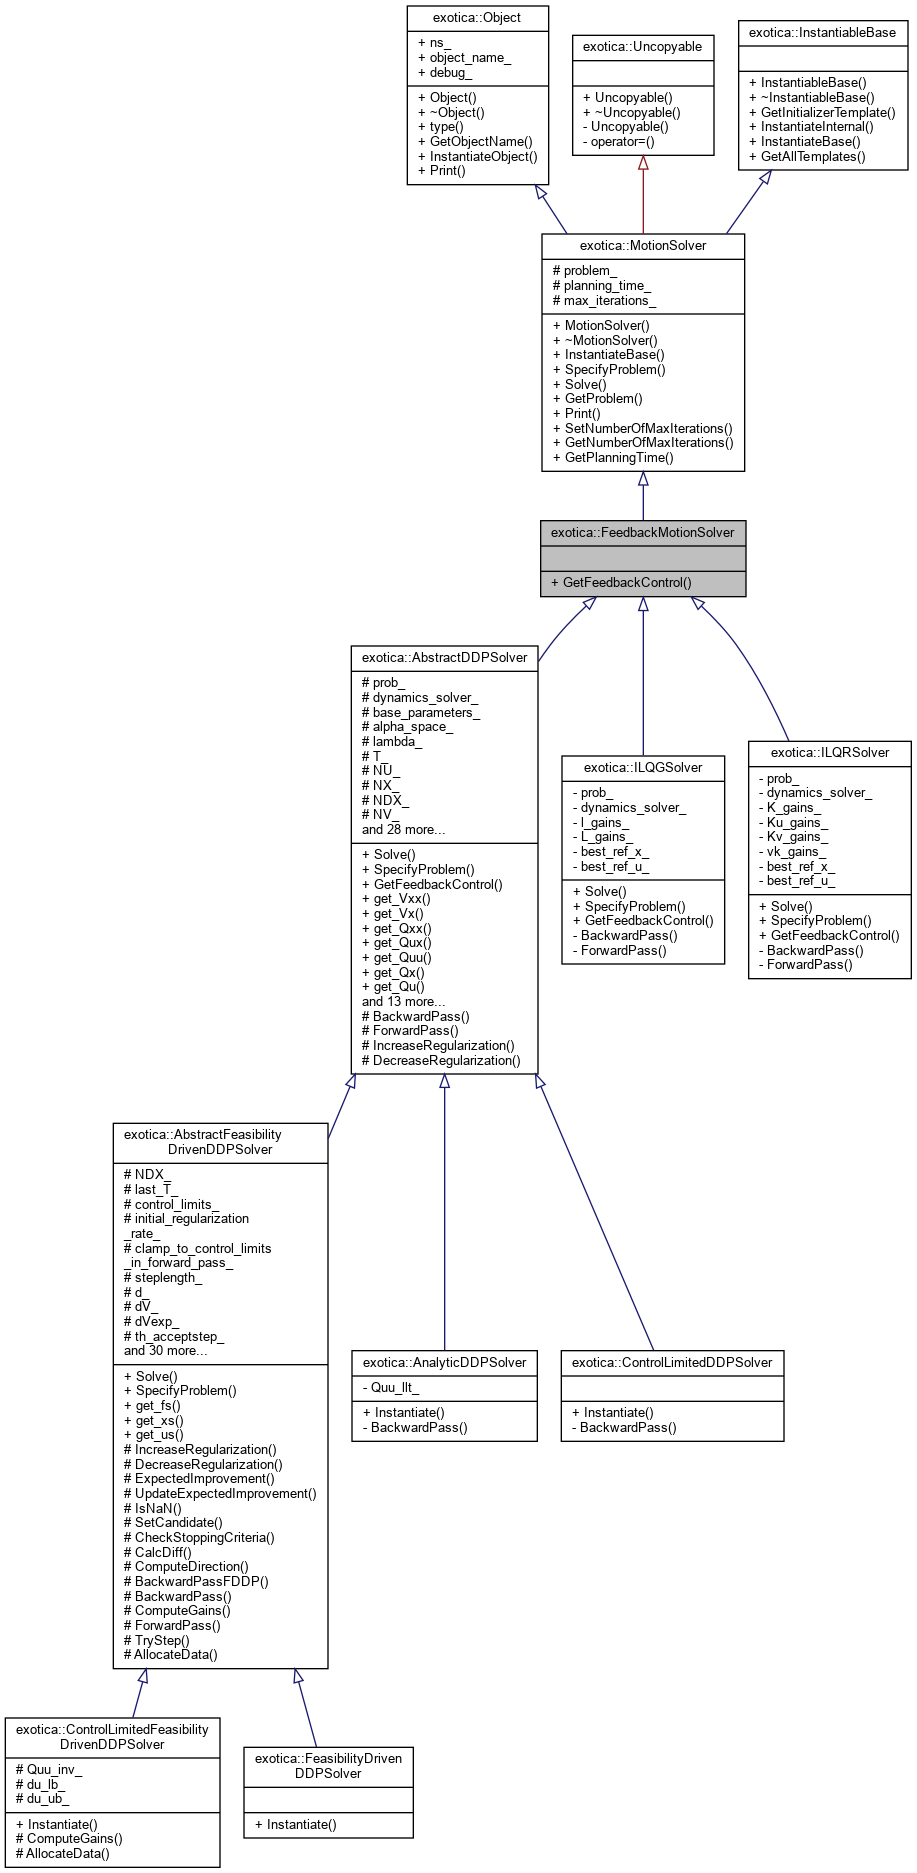 exotica::Object
+ ns_
+ object_name_
+ debug_
+ Object()
+ ~Object()
+ type()
+ GetObjectName()
+ InstantiateObject()
+ Print()
exotica::Uncopyable
+ Uncopyable()
+ ~Uncopyable()
- Uncopyable()
- operator=()
exotica::InstantiableBase
+ InstantiableBase()
+ ~InstantiableBase()
+ GetInitializerTemplate()
+ InstantiateInternal()
+ InstantiateBase()
+ GetAllTemplates()
exotica::MotionSolver
# problem_
# planning_time_
# max_iterations_
+ MotionSolver()
+ ~MotionSolver()
+ InstantiateBase()
+ SpecifyProblem()
+ Solve()
+ GetProblem()
+ Print()
+ SetNumberOfMaxIterations()
+ GetNumberOfMaxIterations()
+ GetPlanningTime()
exotica::FeedbackMotionSolver
+ GetFeedbackControl()
exotica::AbstractDDPSolver
# prob_
# dynamics_solver_
# base_parameters_
# alpha_space_
# lambda_
# T_
# NU_
# NX_
# NDX_
# NV_
and 28 more...
+ Solve()
+ SpecifyProblem()
+ GetFeedbackControl()
+ get_Vxx()
+ get_Vx()
+ get_Qxx()
+ get_Qux()
+ get_Quu()
+ get_Qx()
+ get_Qu()
and 13 more...
# BackwardPass()
# ForwardPass()
# IncreaseRegularization()
# DecreaseRegularization()
exotica::ILQGSolver
- prob_
- dynamics_solver_
- l_gains_
- L_gains_
- best_ref_x_
- best_ref_u_
+ Solve()
+ SpecifyProblem()
+ GetFeedbackControl()
- BackwardPass()
- ForwardPass()
exotica::ILQRSolver
- prob_
- dynamics_solver_
- K_gains_
- Ku_gains_
- Kv_gains_
- vk_gains_
- best_ref_x_
- best_ref_u_
+ Solve()
+ SpecifyProblem()
+ GetFeedbackControl()
- BackwardPass()
- ForwardPass()
exotica::AbstractFeasibility
DrivenDDPSolver
# NDX_
# last_T_
# control_limits_
# initial_regularization
_rate_
# clamp_to_control_limits
_in_forward_pass_
# steplength_
# d_
# dV_
# dVexp_
# th_acceptstep_
and 30 more...
+ Solve()
+ SpecifyProblem()
+ get_fs()
+ get_xs()
+ get_us()
# IncreaseRegularization()
# DecreaseRegularization()
# ExpectedImprovement()
# UpdateExpectedImprovement()
# IsNaN()
# SetCandidate()
# CheckStoppingCriteria()
# CalcDiff()
# ComputeDirection()
# BackwardPassFDDP()
# BackwardPass()
# ComputeGains()
# ForwardPass()
# TryStep()
# AllocateData()
exotica::AnalyticDDPSolver
- Quu_llt_
+ Instantiate()
- BackwardPass()
exotica::ControlLimitedDDPSolver
+ Instantiate()
- BackwardPass()
exotica::ControlLimitedFeasibility
DrivenDDPSolver
# Quu_inv_
# du_lb_
# du_ub_
+ Instantiate()
# ComputeGains()
# AllocateData()
exotica::FeasibilityDriven
DDPSolver
+ Instantiate()